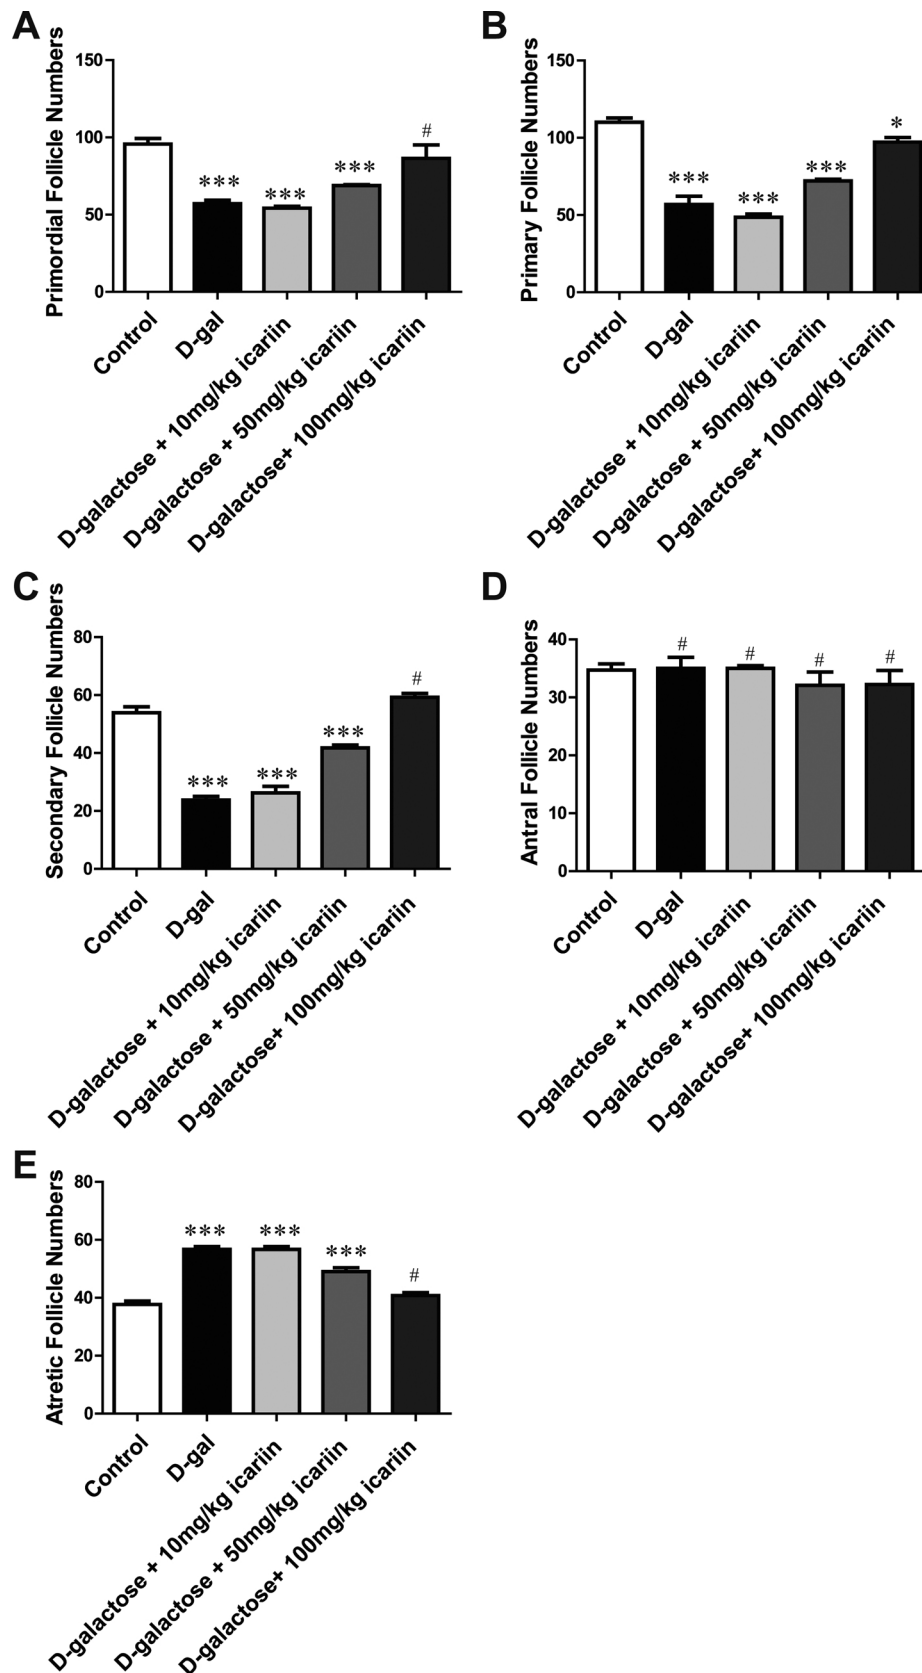 A
Primordial Follicle Numbers
150
100
50
0
***
***
***
#
Control
D-gal
D-galactose + 10mg/kg icariin
D-galactose + 50mg/kg icariin
D-galactose+ 100mg/kg icariin
B
Primary Follicle Numbers
150
100
50
0
***
***
***
*
Control
D-gal
D-galactose + 10mg/kg icariin
D-galactose + 50mg/kg icariin
D-galactose+ 100mg/kg icariin
C
Secondary Follicle Numbers
80
60
40
20
0
***
***
***
#
Control
D-gal
D-galactose + 10mg/kg icariin
D-galactose + 50mg/kg icariin
D-galactose+ 100mg/kg icariin
D
Antral Follicle Numbers
40
30
20
10
0
#
#
#
#
Control
D-gal
D-galactose + 10mg/kg icariin
D-galactose + 50mg/kg icariin
D-galactose+ 100mg/kg icariin
E
Atretic Follicle Numbers
80
60
40
20
0
***
***
***
#
Control
D-gal
D-galactose + 10mg/kg icariin
D-galactose + 50mg/kg icariin
D-galactose+ 100mg/kg icariin